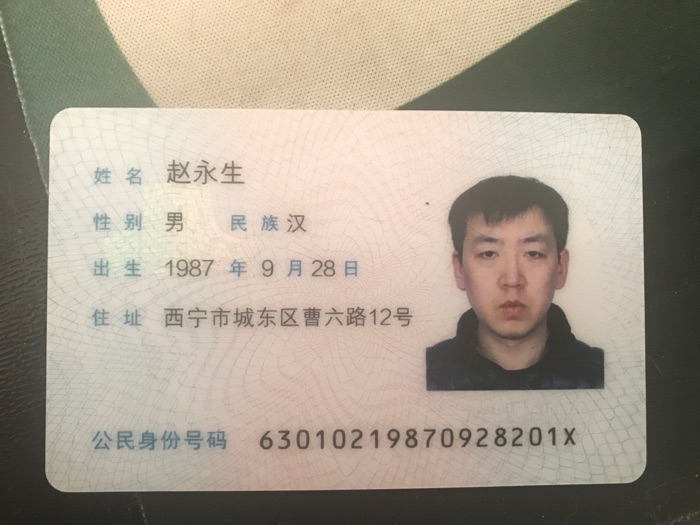 姓名 赵永生
性别 男 民族 汉
出生 1987 年 9 月 28 日
住址 西宁市城东区曹六路12号
公民身份号码 63010219870928201X